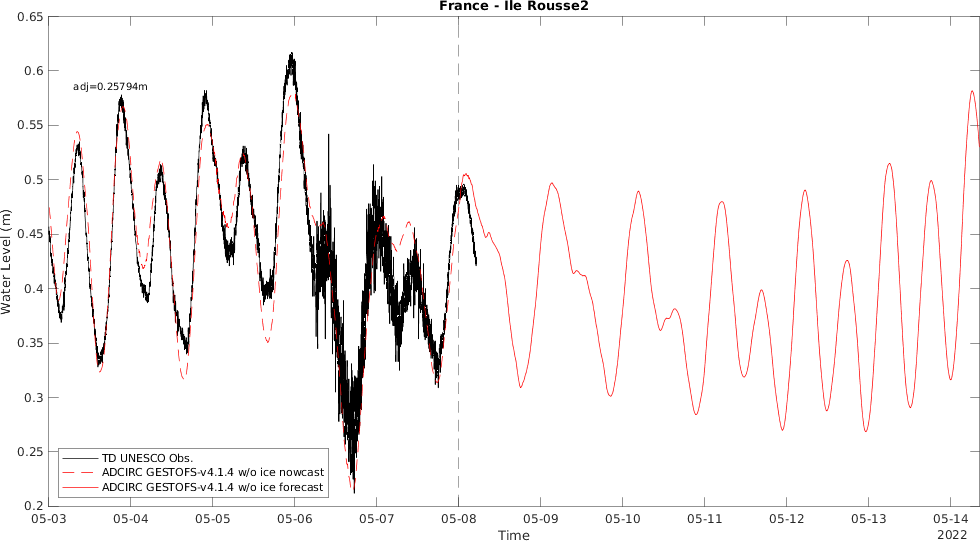 France - Ile Rousse2
0.65
0.6
0.55
0.5
0.45
0.4
0.35
0.3
0.25
0.2
Water Level (m)
adj=0.25794m
TD UNESCO Obs.
ADCIRC GESTOFS-v4.1.4 w/o ice nowcast
ADCIRC GESTOFS-v4.1.4 w/o ice forecast
05-03 05-04 05-05 05-06 05-07 05-08 05-09 05-10 05-11 05-12 05-13 05-14
Time
2022